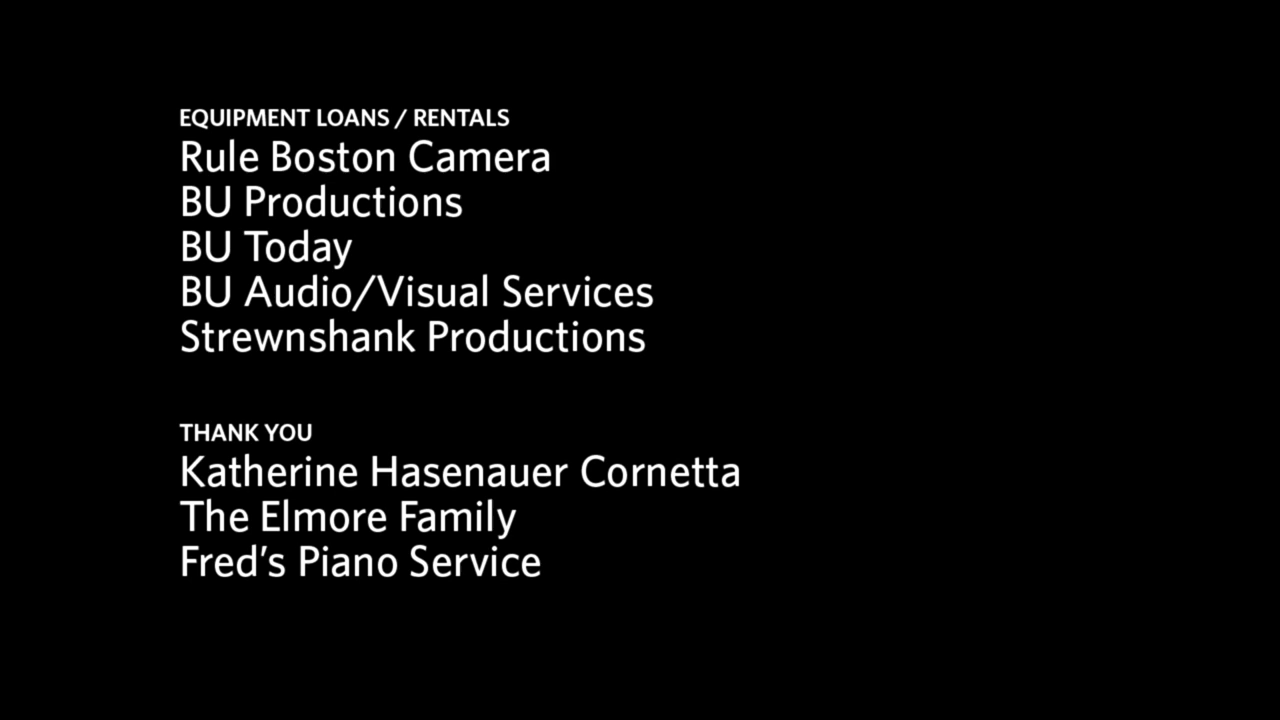 EQUIPMENT LOANS / RENTALS
Rule Boston Camera
BU Productions
BU Today
BU Audio/Visual Services
Strewnshank Productions
THANK YOU
Katherine Hasenauer Cornetta
The Elmore Family
Fred’s Piano Service